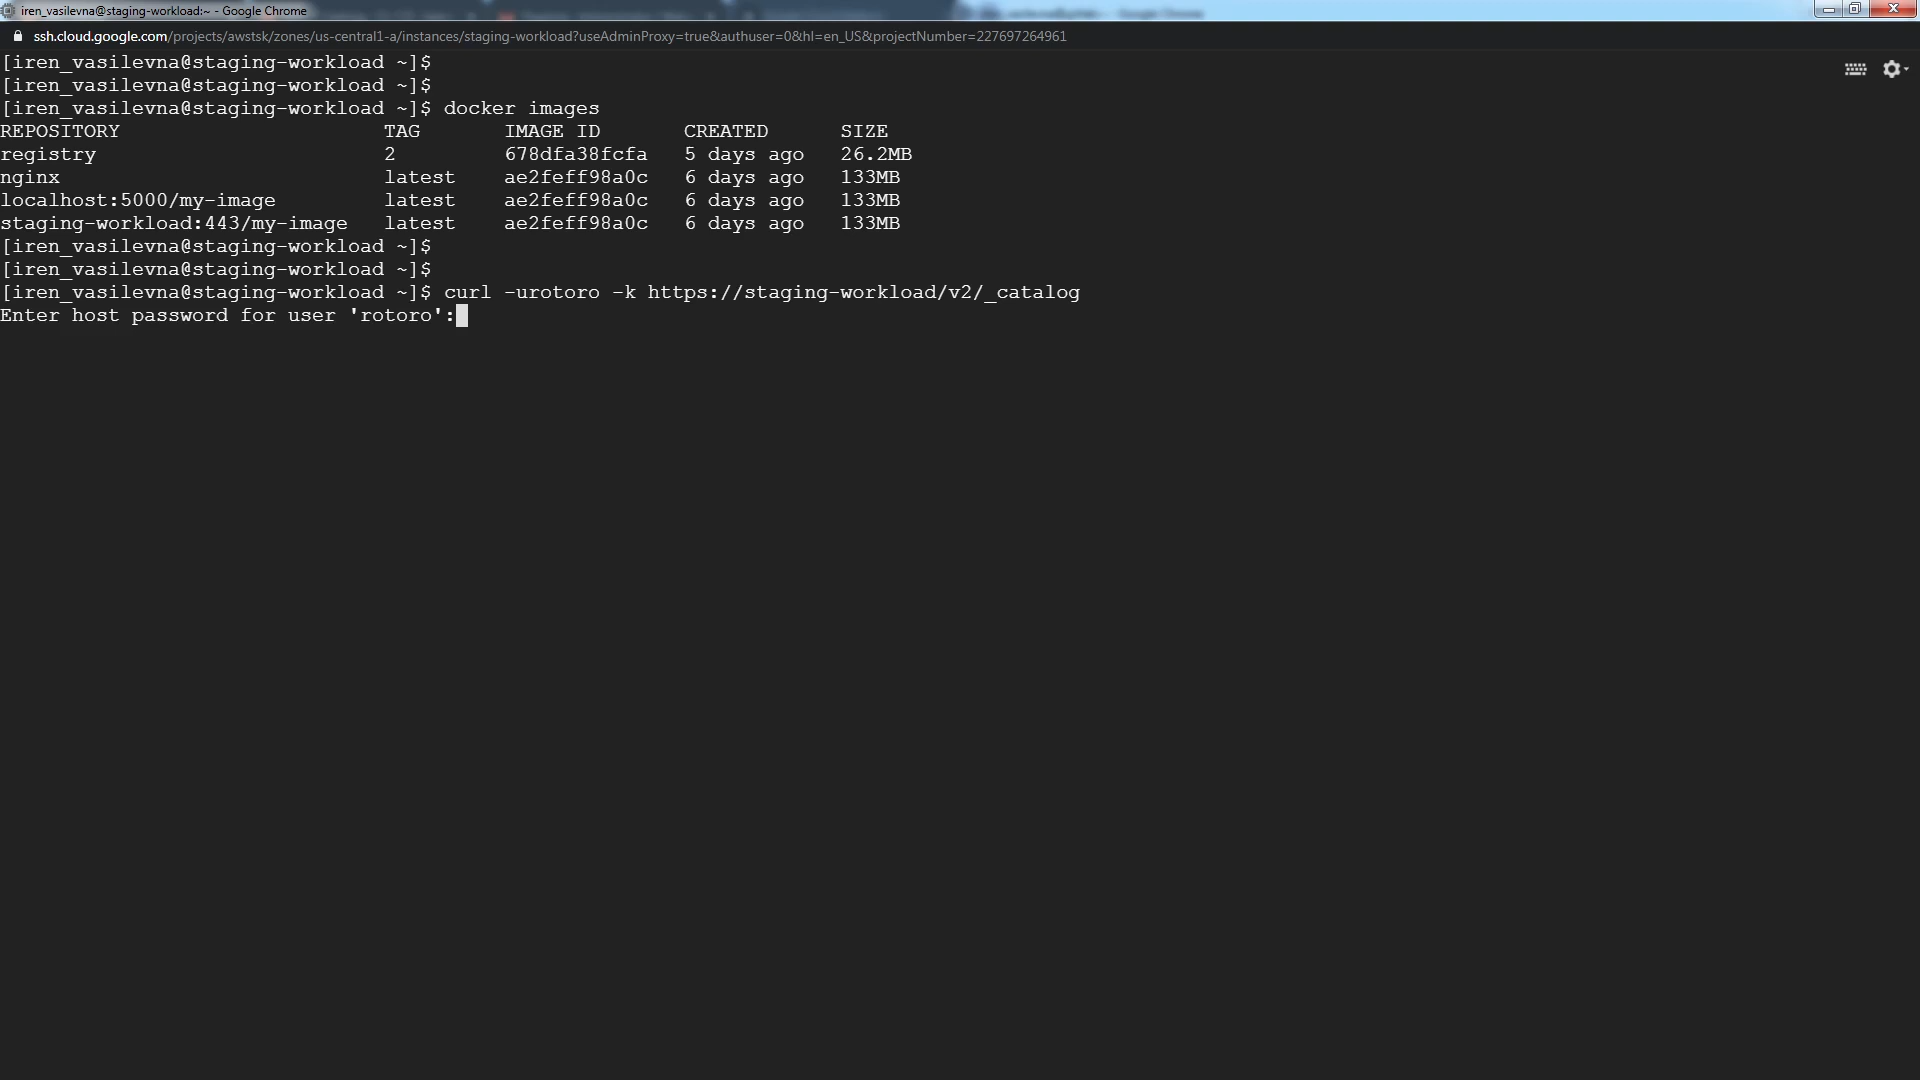 iren_vasilevna@staging-workload:~ - Google Chrome
ssh.cloud.google.com/projects/awstsk/zones/us-central1-a/instances/staging-workload?useAdminProxy=true&authuser=0&hl=en_US&projectNumber=227697264961
[iren_vasilevna@staging-workload ~]$
[iren_vasilevna@staging-workload ~]$
[iren_vasilevna@staging-workload ~]$ docker images
REPOSITORY TAG IMAGE ID CREATED SIZE
registry 2 678dfa38fcfa 5 days ago 26.2MB
nginx latest ae2feff98a0c 6 days ago 133MB
localhost:5000/my-image latest ae2feff98a0c 6 days ago 133MB
staging-workload:443/my-image latest ae2feff98a0c 6 days ago 133MB
[iren_vasilevna@staging-workload ~]$
[iren_vasilevna@staging-workload ~]$
[iren_vasilevna@staging-workload ~]$ curl -urotoro -k https://staging-workload/v2/_catalog
Enter host password for user 'rotoro':